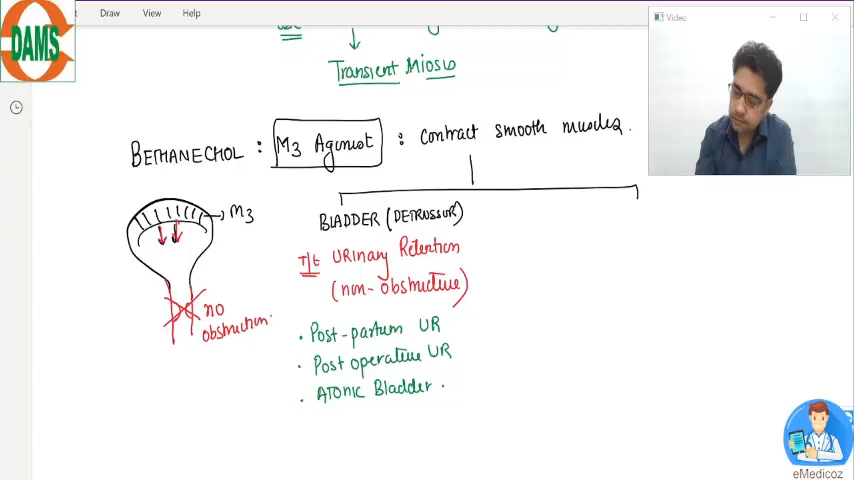 DAMS
Draw View Window Help
Video
↓
Transient Miosis
BETHANECHOL : M3 Agonist : contract smooth muscles.
→ M3
BLADDER (DETRUSSOR)
T/t URinary Retention
(non-obstructive)
no
obstruction.
. Post-partum UR
. Post operative UR
. ATONIC Bladder.
eMedicoz